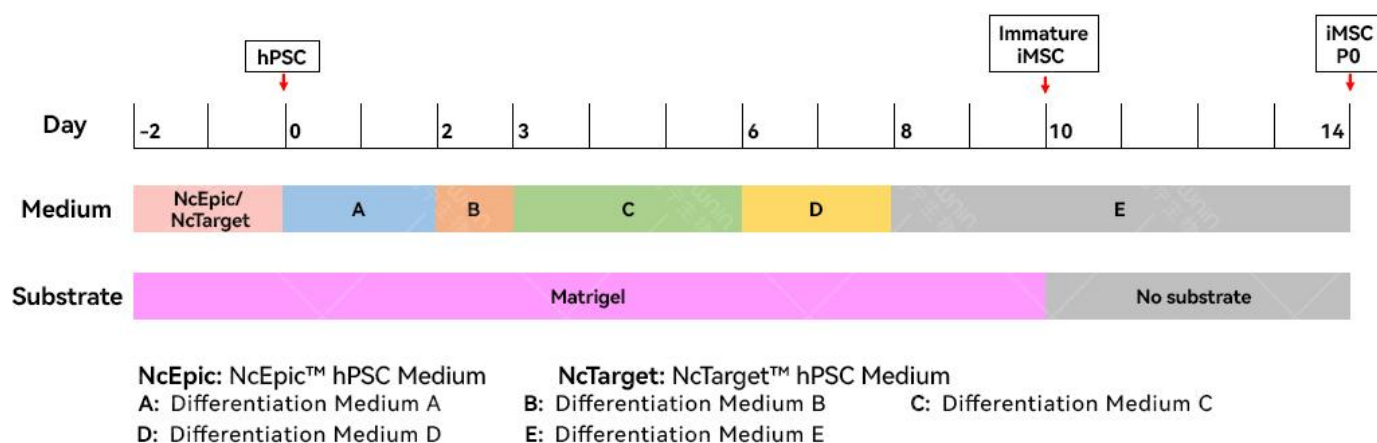 hPSC
Immature
iMSC
iMSC
P0
Day
-2 0 2 3 6 8 10 14
Medium
NcEpic/
NcTarget
A B C D E
Substrate
Matrigel No substrate
NcEpic: NcEpic™ hPSC Medium NcTarget: NcTarget™ hPSC Medium
A: Differentiation Medium A B: Differentiation Medium B C: Differentiation Medium C
D: Differentiation Medium D E: Differentiation Medium E